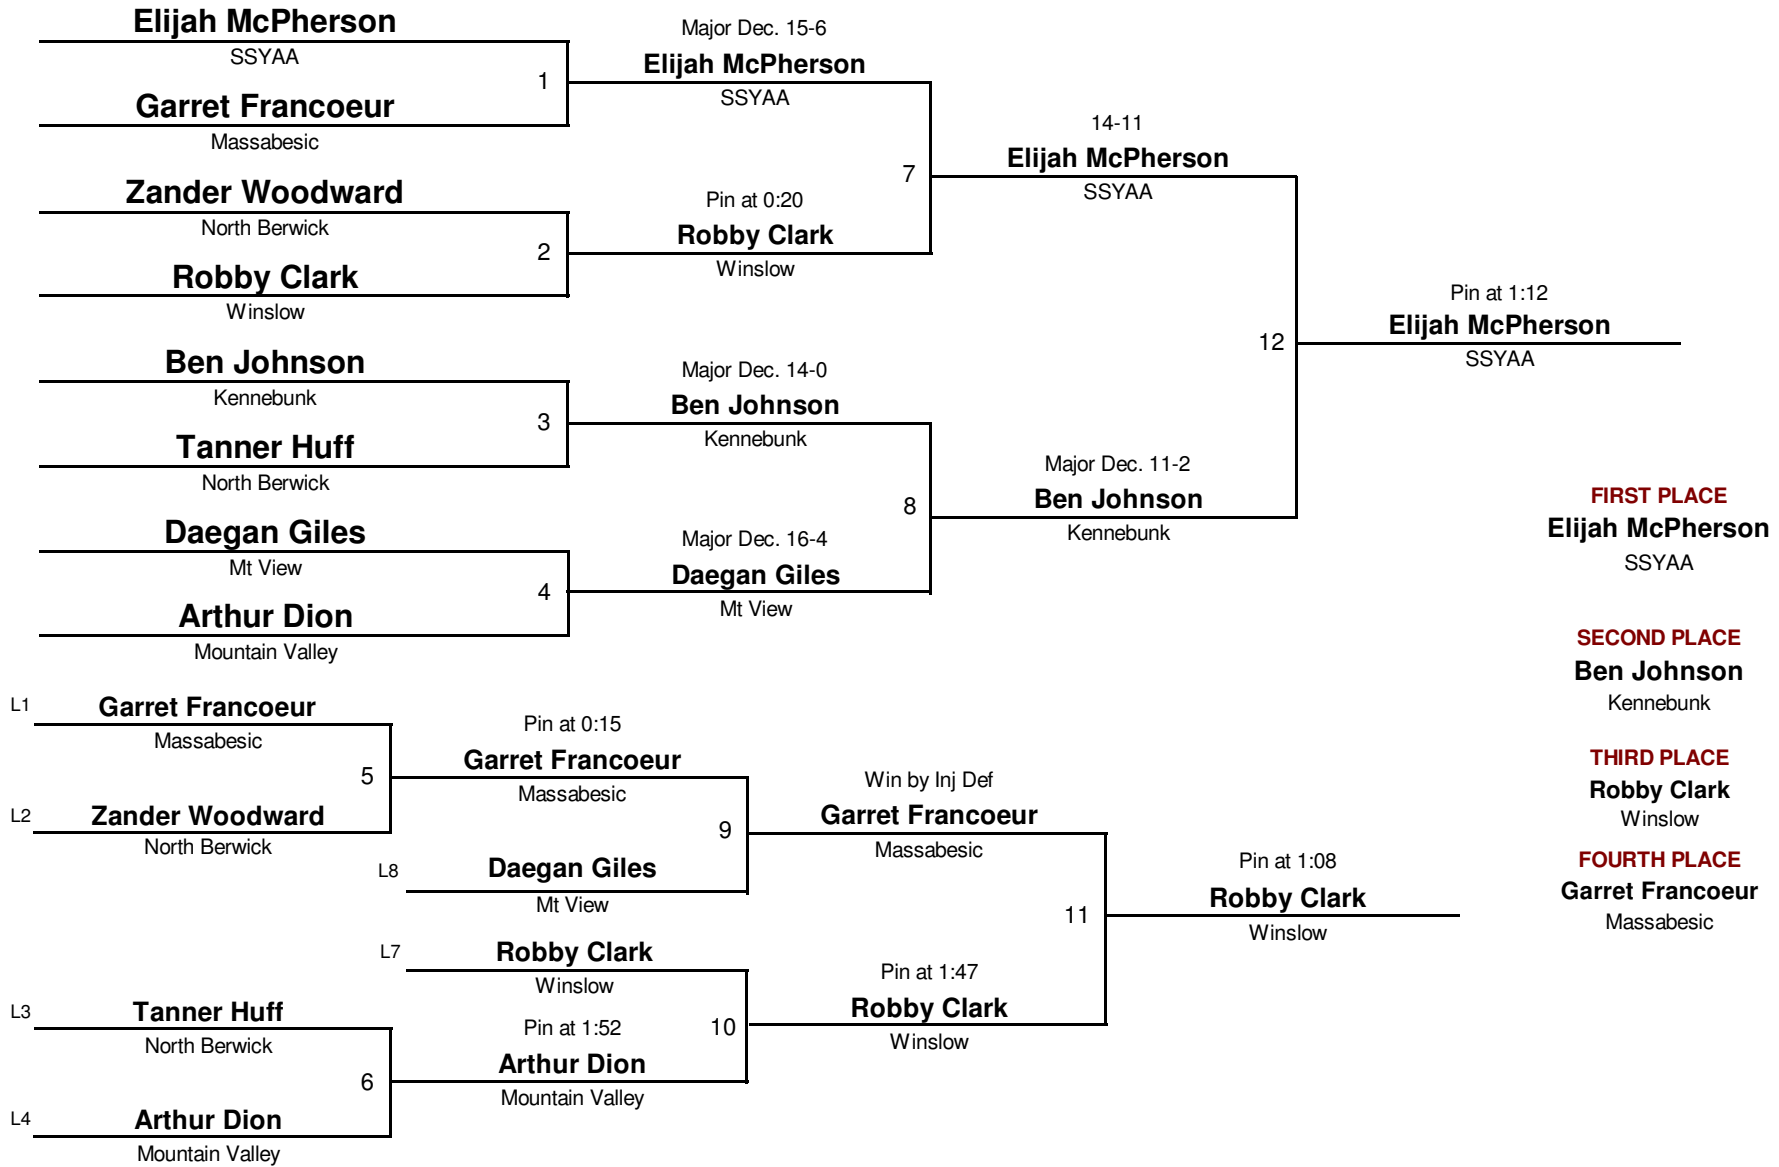 Elijah McPherson
SSYAA
1
Garret Francoeur
Massabesic
Major Dec. 15-6
Elijah McPherson
SSYAA
Zander Woodward
North Berwick
2
Robby Clark
Winslow
Pin at 0:20
Robby Clark
Winslow
7
14-11
Elijah McPherson
SSYAA
Ben Johnson
Kennebunk
3
Tanner Huff
North Berwick
Major Dec. 14-0
Ben Johnson
Kennebunk
Daegan Giles
Mt View
4
Arthur Dion
Mountain Valley
Major Dec. 16-4
Daegan Giles
Mt View
8
Major Dec. 11-2
Ben Johnson
Kennebunk
12
Pin at 1:12
Elijah McPherson
SSYAA
FIRST PLACE
Elijah McPherson
SSYAA
SECOND PLACE
Ben Johnson
Kennebunk
THIRD PLACE
Robby Clark
Winslow
FOURTH PLACE
Garret Francoeur
Massabesic
L1 Garret Francoeur
Massabesic
5
L2 Zander Woodward
North Berwick
Pin at 0:15
Garret Francoeur
Massabesic
9
L8 Daegan Giles
Mt View
Win by Inj Def
Garret Francoeur
Massabesic
L7 Robby Clark
Winslow
L3 Tanner Huff
North Berwick
6
L4 Arthur Dion
Mountain Valley
Pin at 1:52
Arthur Dion
Mountain Valley
10
Pin at 1:47
Robby Clark
Winslow
11
Pin at 1:08
Robby Clark
Winslow